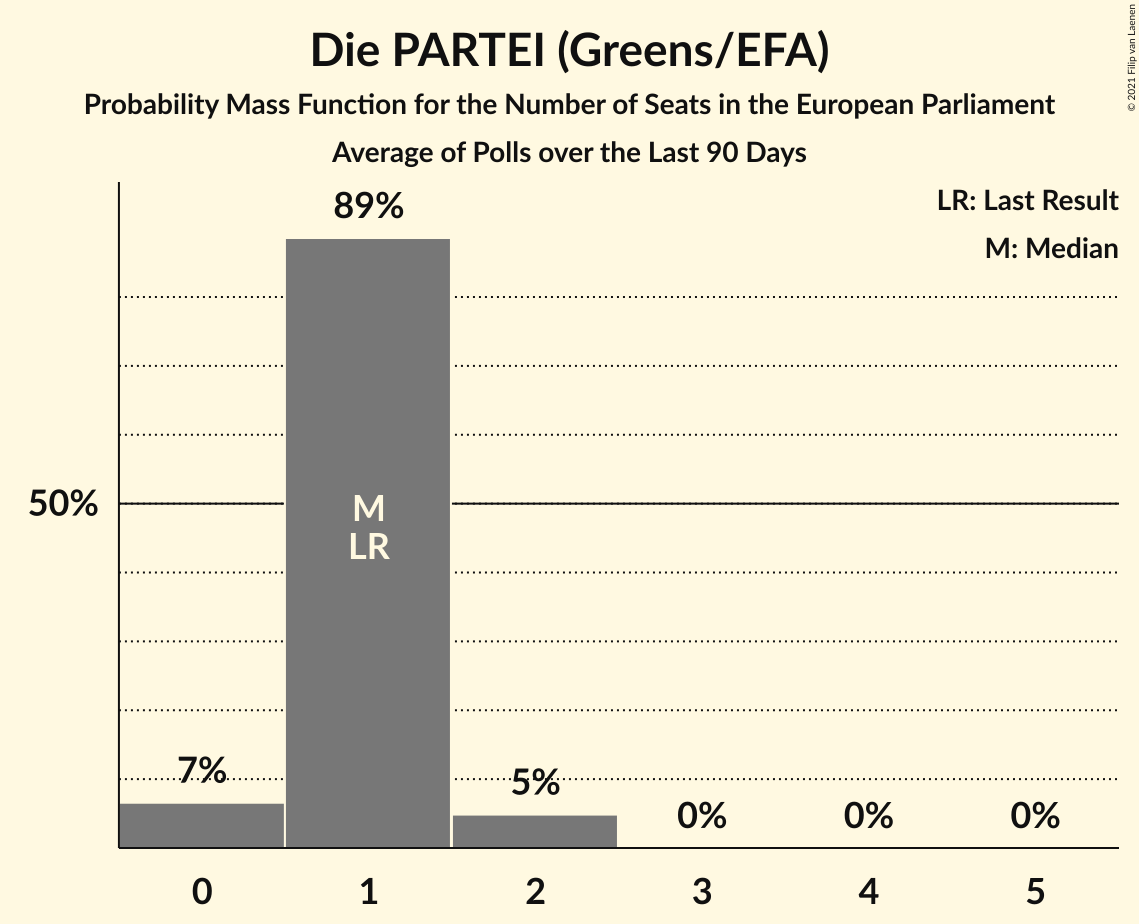 Die PARTEI (Greens/EFA)
Probability Mass Function for the Number of Seats in the European Parliament
Average of Polls over the Last 90 Days
© 2021 Filip van Laenen
LR: Last Result
M: Median
89%
50%
M
LR
7%
5%
0%
0%
0%
0
1
2
3
4
5